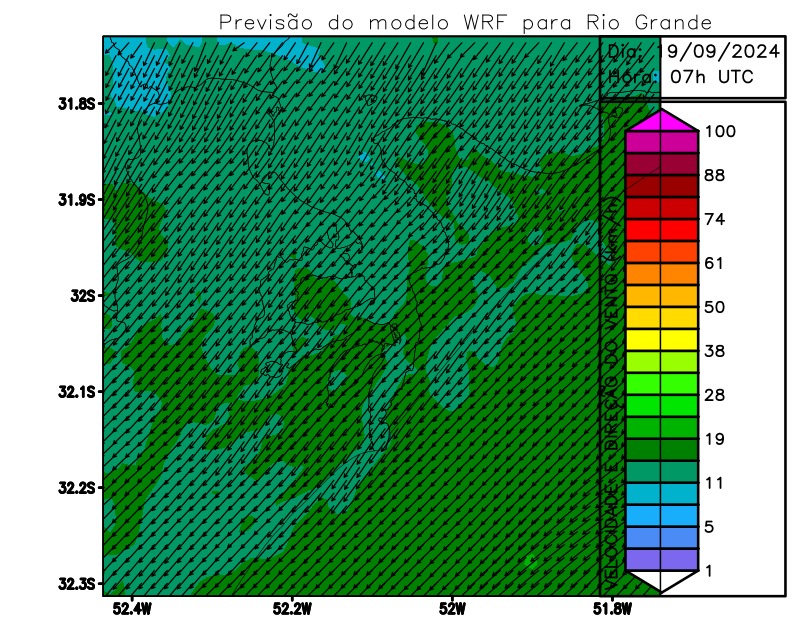 Previsão do modelo WRF para Rio Grande
Dia: 19/09/2024
Hora: 07h UTC
31.8S
31.9S
32S
32.1S
32.2S
32.3S
52.4W
52.2W
52W
51.8W
VELOCIDADE E DIREÇÃO DO VENTO (km/h)
100
88
74
61
50
38
28
19
11
5
1